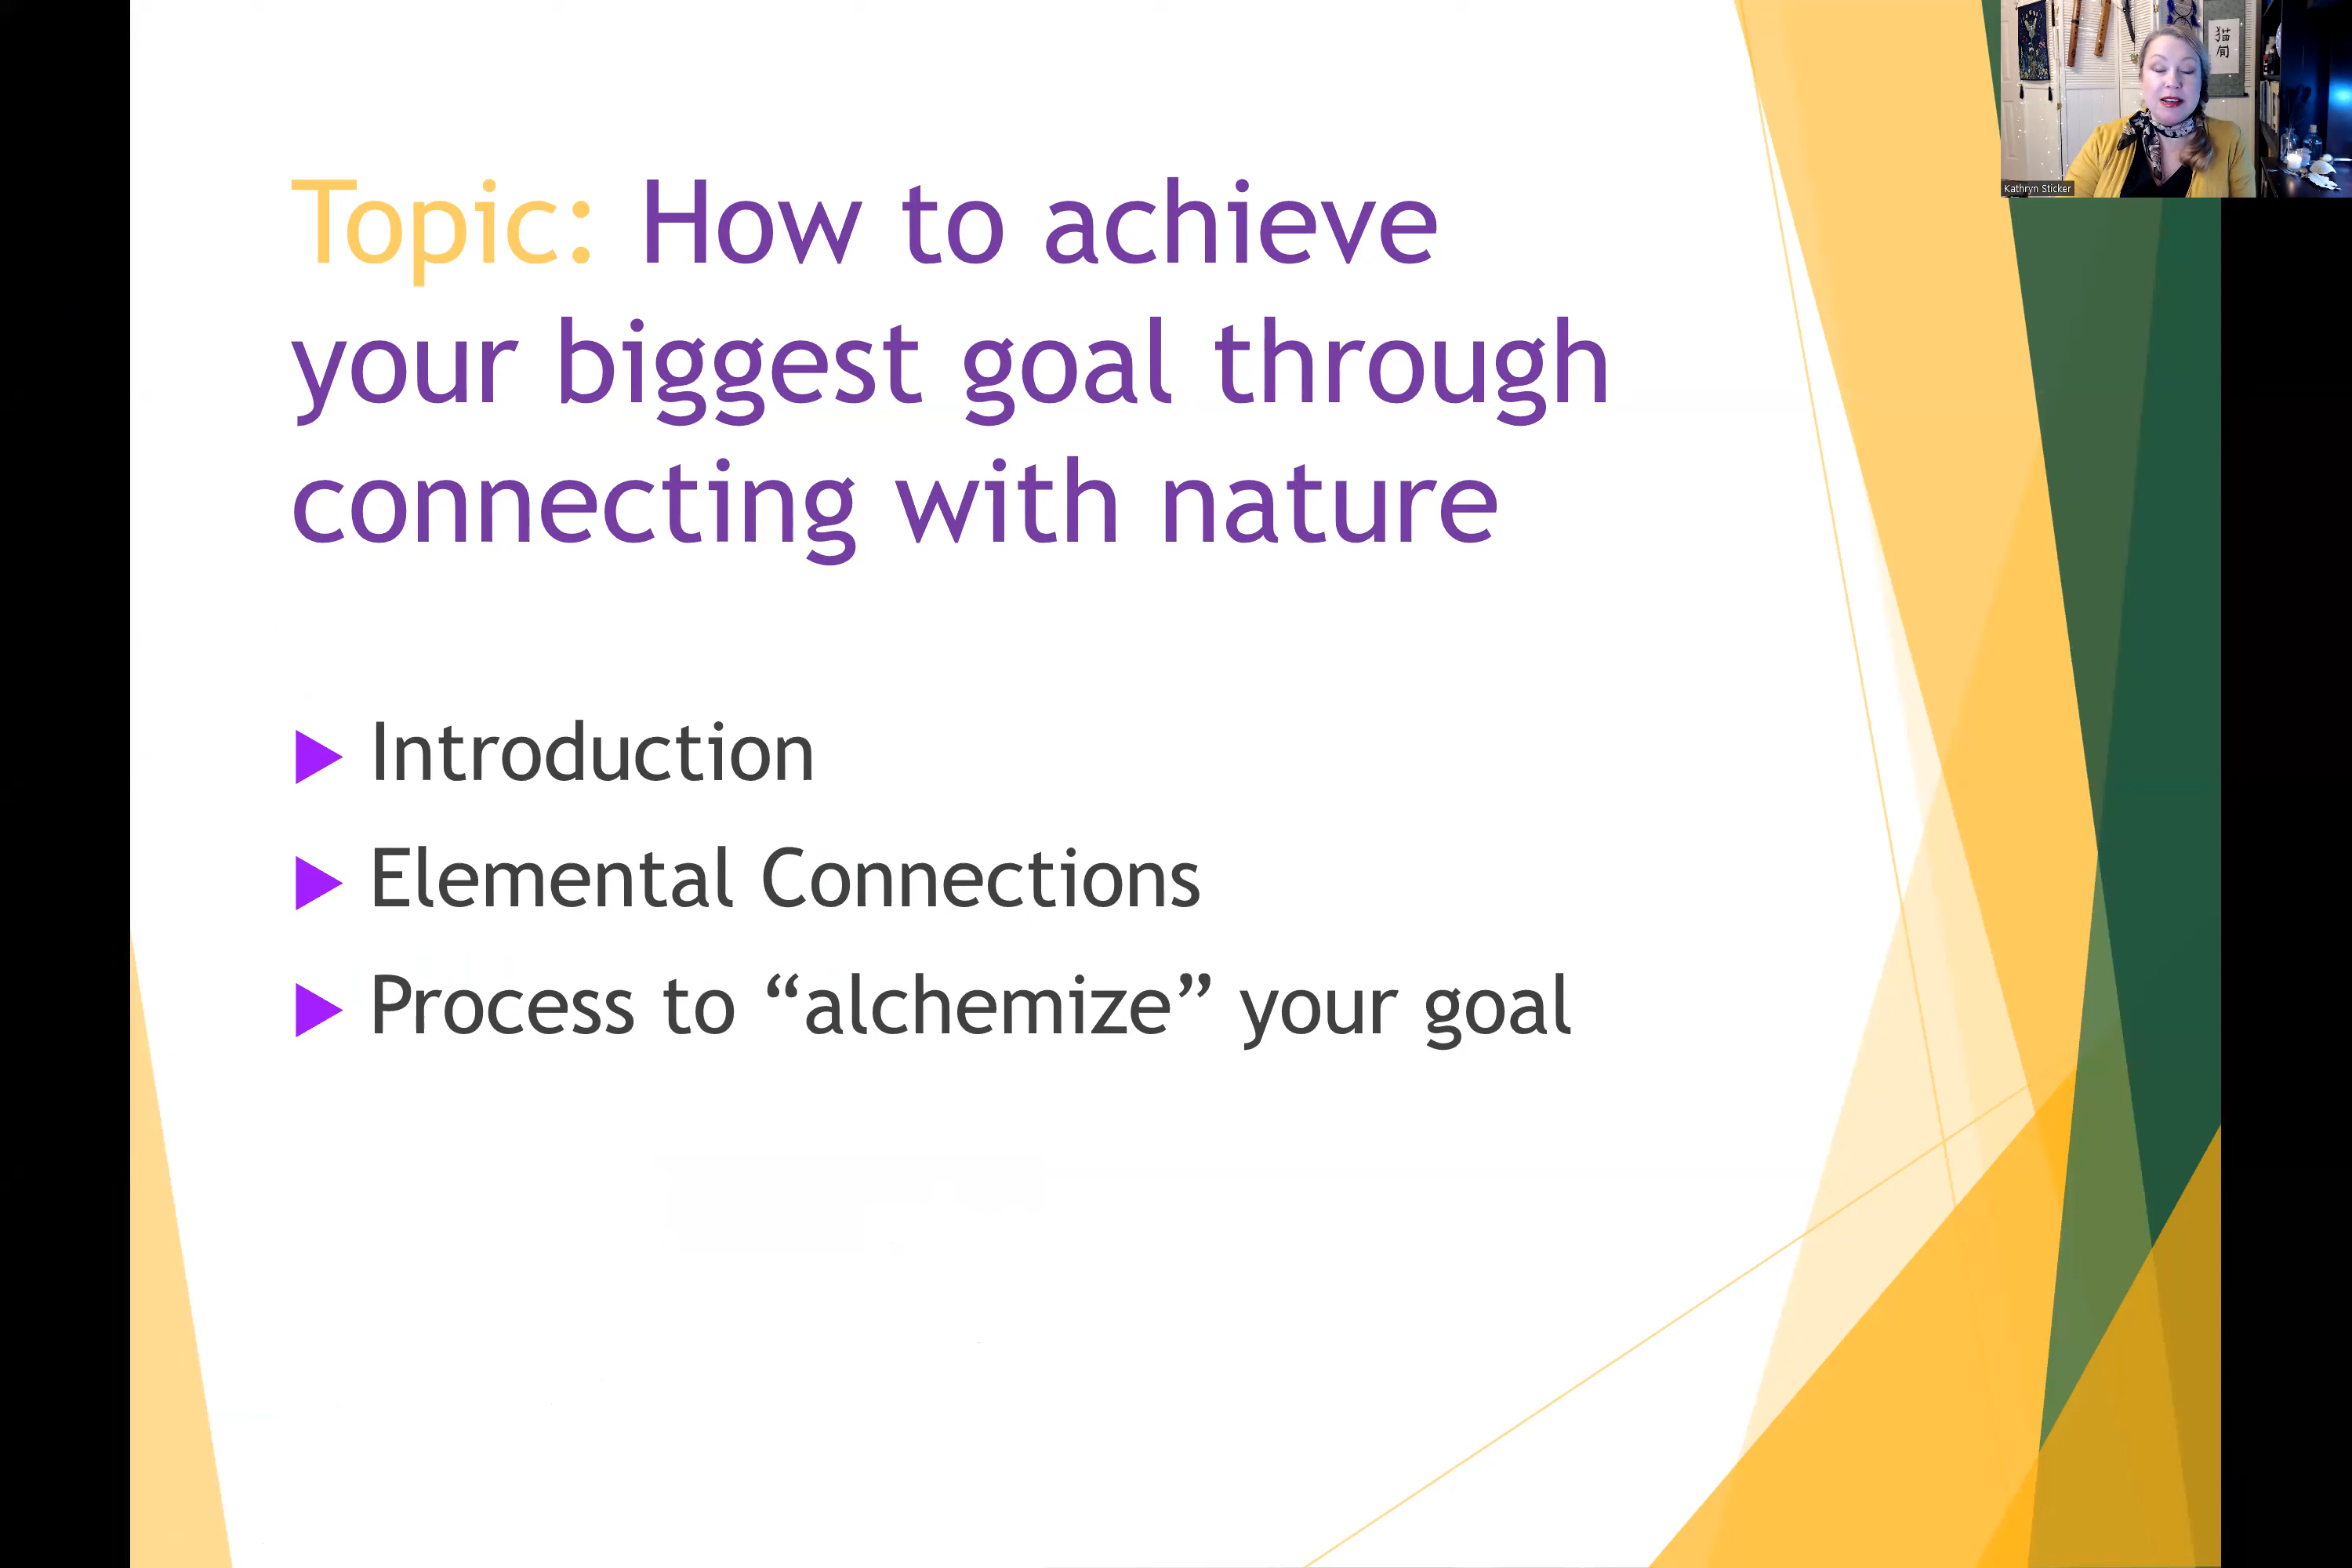 Topic: How to achieve
your biggest goal through
connecting with nature
Introduction
Elemental Connections
Process to “alchemize” your goal
Kathryn Sticker